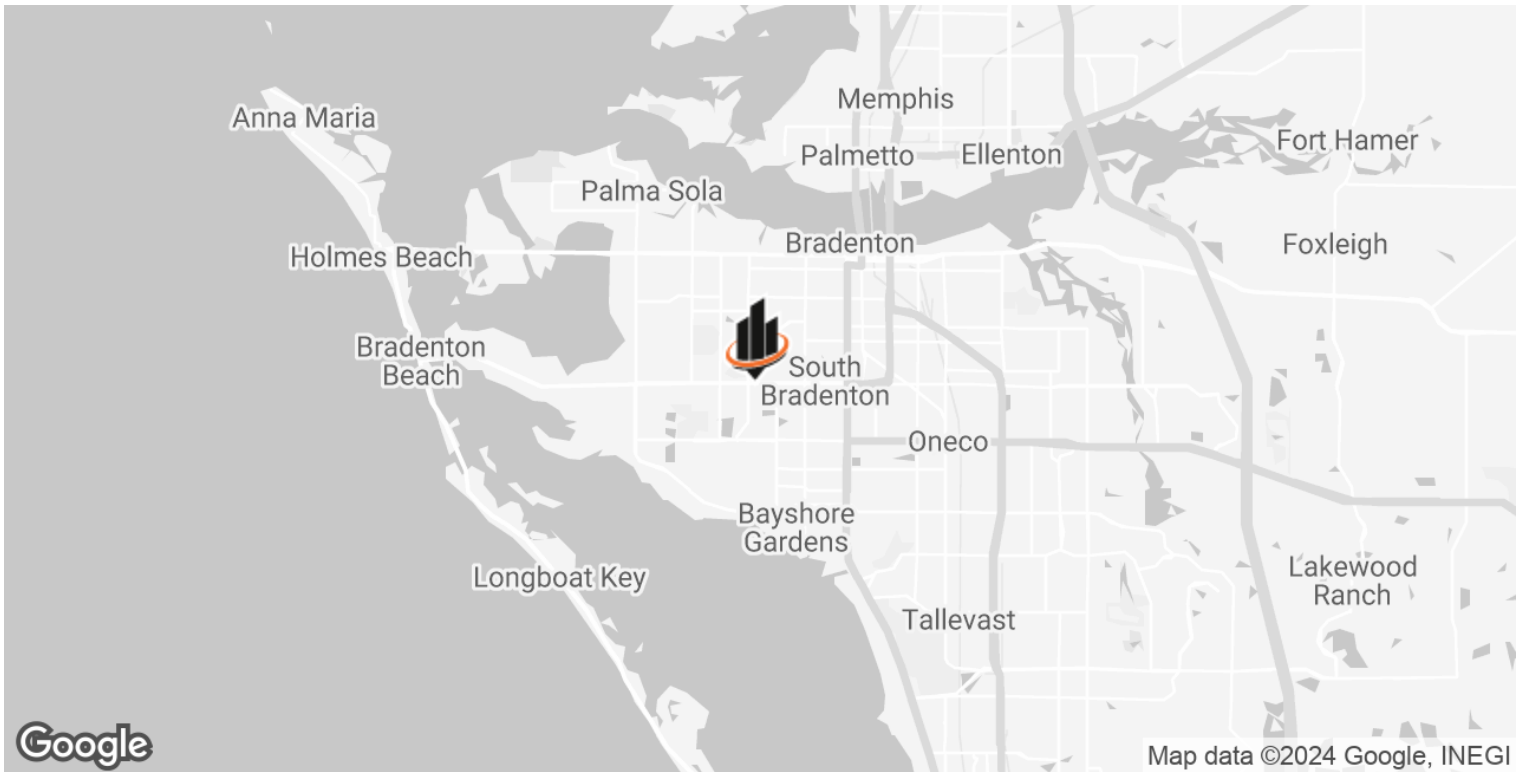 Memphis
Anna Maria
Fort Hamer
Palmetto
Ellenton
Palma Sola
Bradenton
Foxleigh
Holmes Beach
Bradenton
Beach
South
Bradenton
Oneco
Bayshore
Gardens
Longboat Key
Lakewood
Ranch
Tallevast
Google
Map data ©2024 Google, INEGI